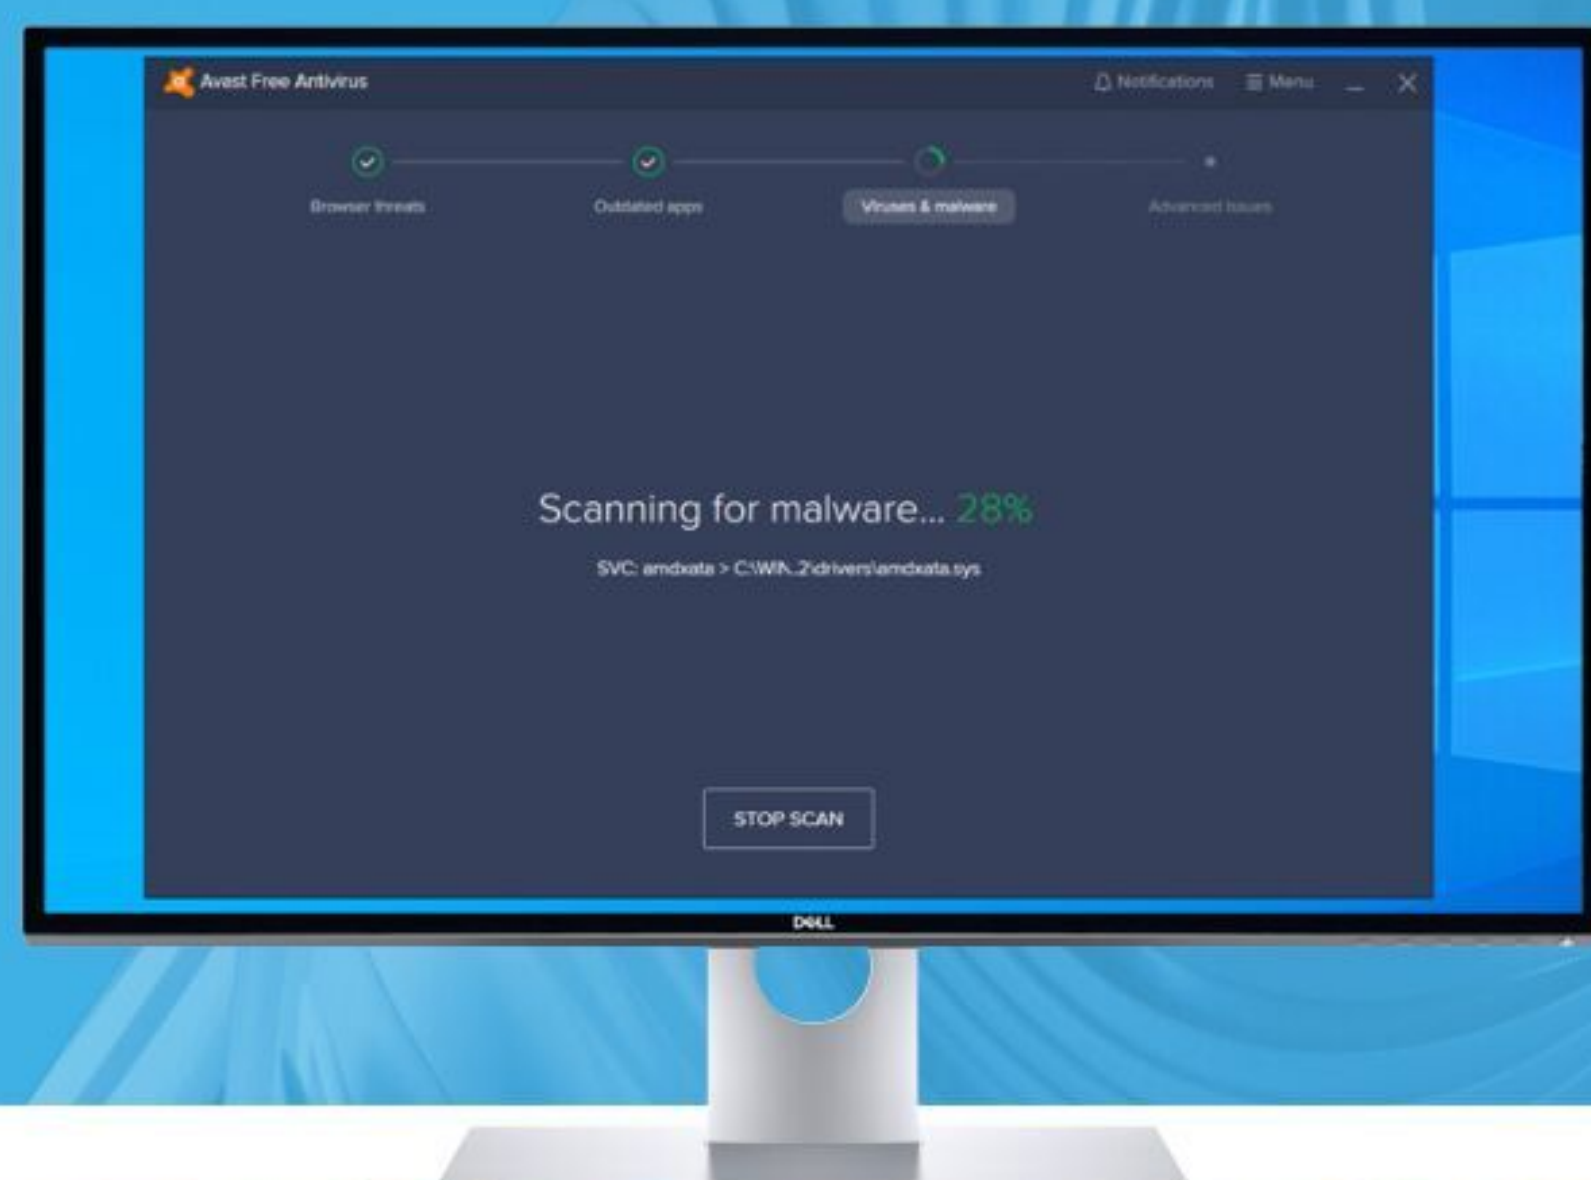 Avast Free Antivirus
Notifications
Menu
Browser threats
Outdated apps
Viruses & malware
Advanced issues
Scanning for malware... 28%
SVC: amdxata > C:\WIN..2\drivers\amdxata.sys
STOP SCAN
DELL